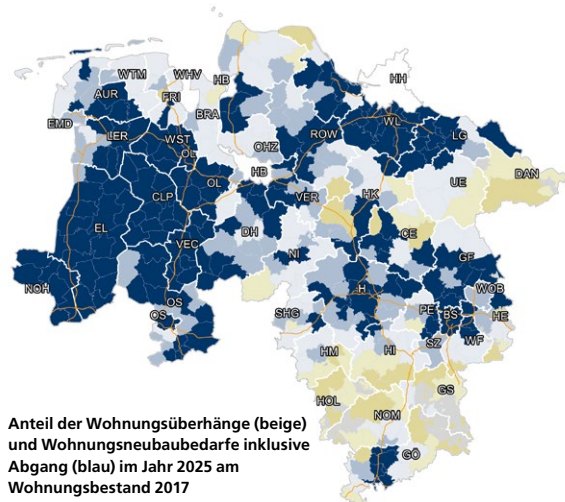 WTM
WHV
HB
HH
AUR
FRI
BRA
EMD
LER
WST
OHZ
ROW
WL
LG
OL
OL
HB
UE
DAN
CLP
VER
HK
EL
VEC
DH
NI
CE
GF
NOH
OS
OS
H
PE
BS
WOB
HE
SHG
HM
HI
SZ
WF
HOL
GS
NOM
GÖ
Anteil der Wohnungsüberhänge (beige)
und Wohnungsneubaubedarfe inklusive
Abgang (blau) im Jahr 2025 am
Wohnungsbestand 2017